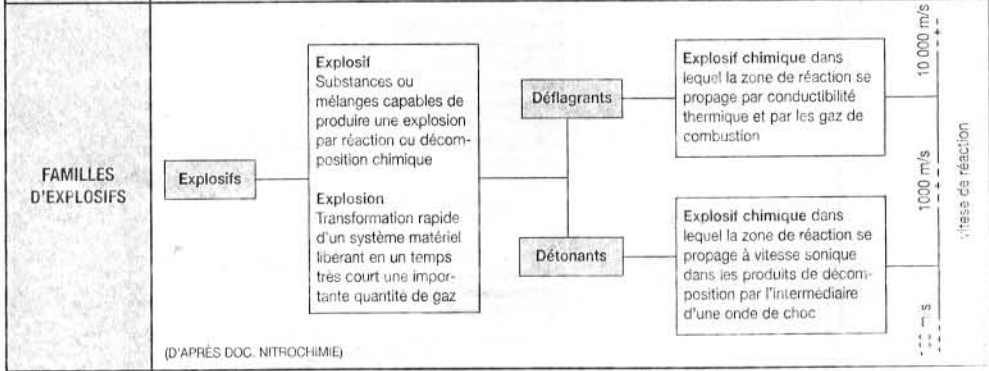 FAMILLES
D'EXPLOSIFS
Explosifs
Explosif
Substances ou
mélanges capables de
produire une explosion
par réaction ou décom-
position chimique
Explosion
Transformation rapide
d'un système matériel
libérant en un temps
très court une impor-
tante quantité de gaz
Déflagrants
Explosif chimique dans
lequel la zone de réaction se
propage par conductibilité
thermique et par les gaz de
combustion
Détonants
Explosif chimique dans
lequel la zone de réaction se
propage à vitesse sonique
dans les produits de décom-
position par l'intermédiaire
d'une onde de choc
10 000 m/s
1000 m/s
m/s
vitese de réaction
(D'APRÈS DOC. NITROCHIMIE)